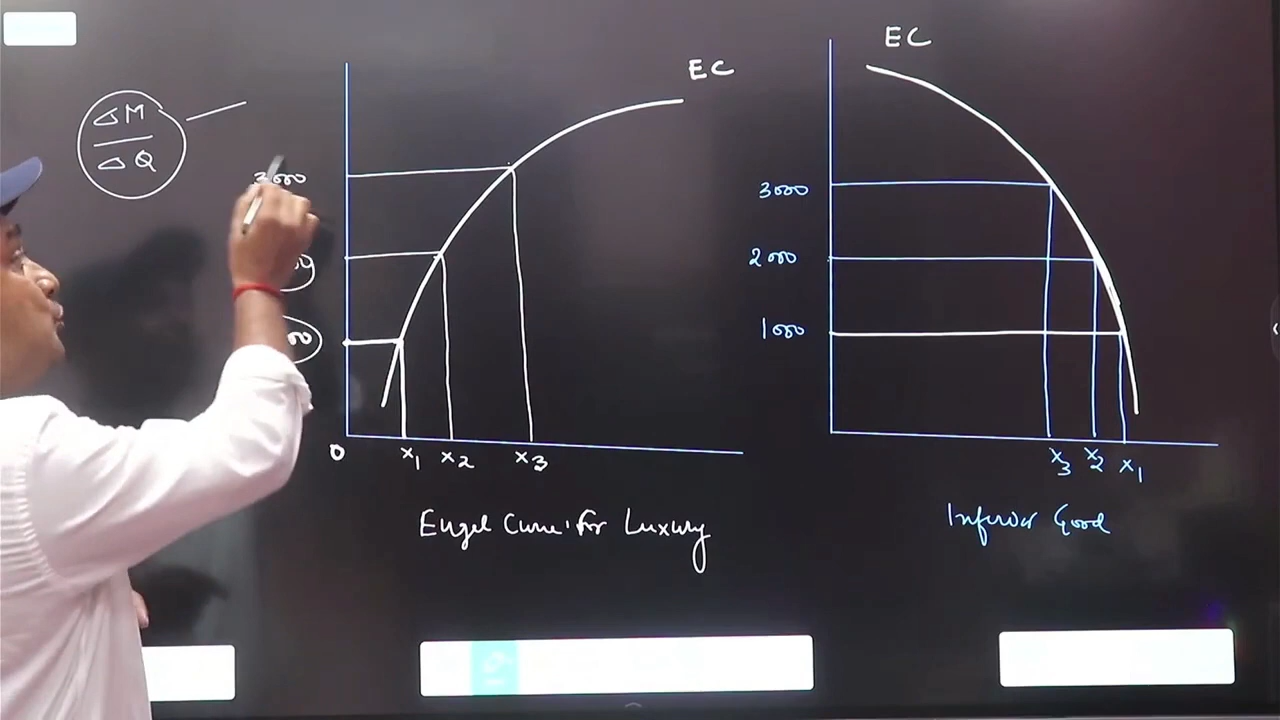 EC
EC
ΔM
ΔQ
3000
3000
2000
1000
0
x1 x2 x3
x3 x2 x1
Engel Curve for Luxury
Inferior Good